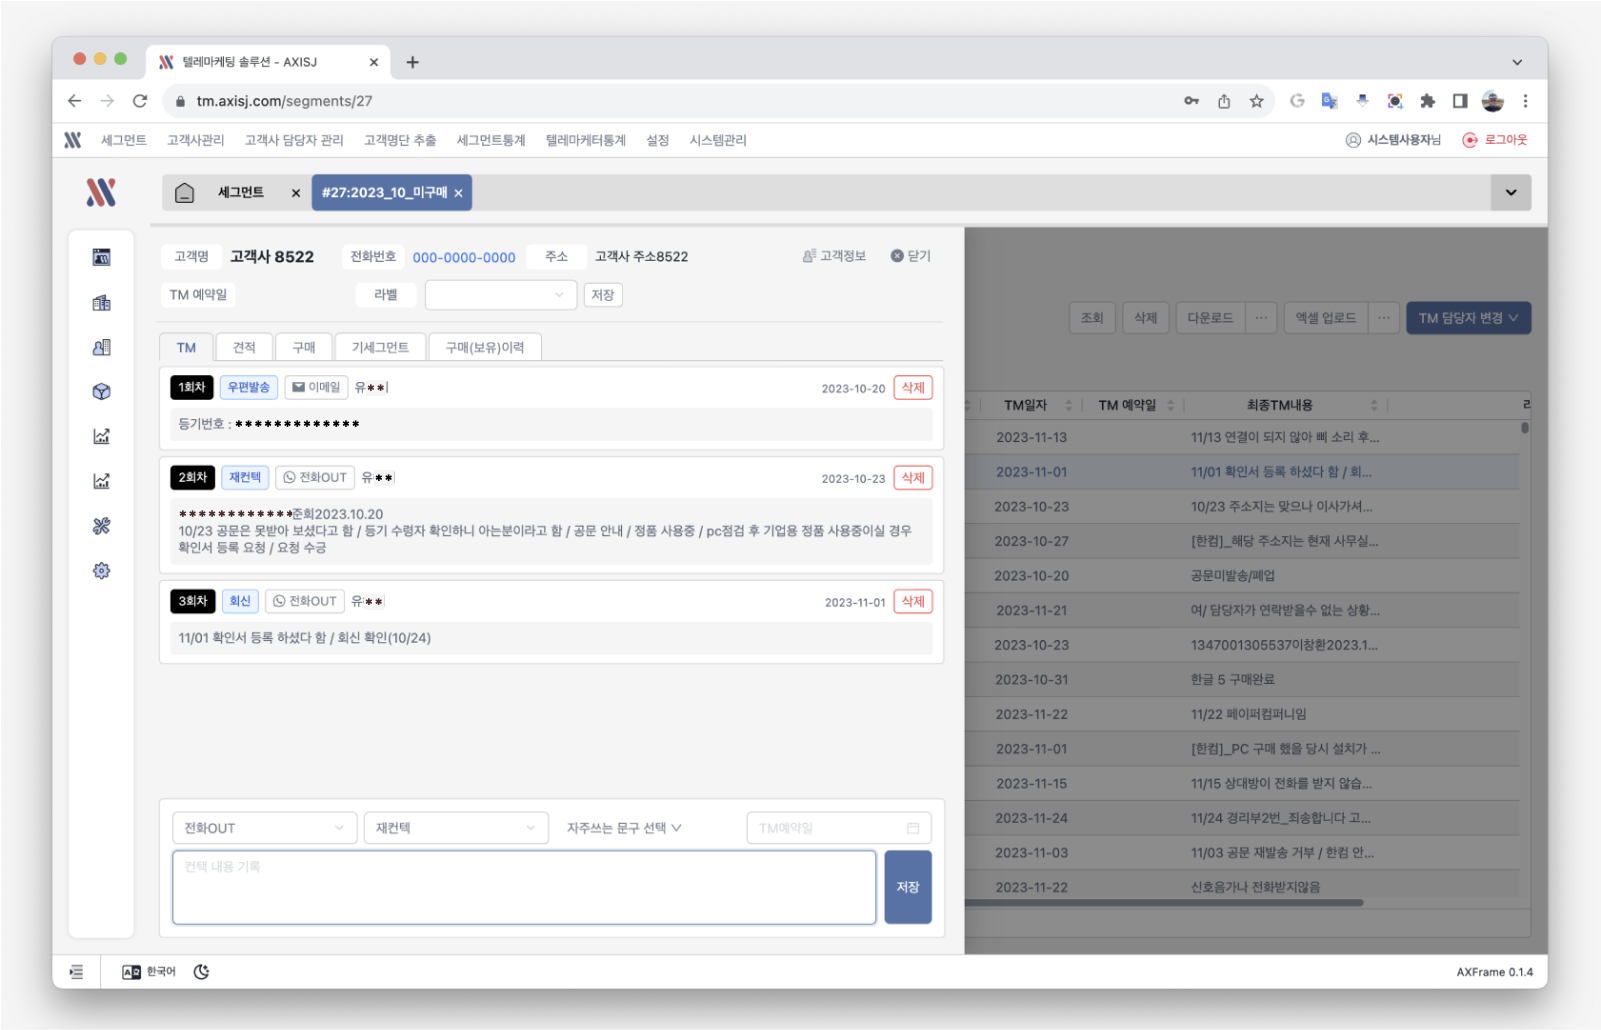 텔레마케팅 솔루션 - AXISJ
tm.axisj.com/segments/27
세그먼트 고객사관리 고객사 담당자 관리 고객명단 추출 세그먼트통계 텔레마케터통계 설정 시스템관리 시스템사용자님 로그아웃
세그먼트 #27:2023_10_미구매
고객명 고객사 8522 전화번호 000-0000-0000 주소 고객사 주소8522 고객정보 닫기
TM 예약일 라벨 저장
조회 삭제 다운로드 ··· 엑셀 업로드 ··· TM 담당자 변경
TM 견적 구매 기세그먼트 구매(보유)이력
1회차 우편발송 이메일 유** 2023-10-20 삭제
등기번호 : *************
2회차 재컨텍 전화OUT 유** 2023-10-23 삭제
************준희2023.10.20
10/23 공문은 못받아 보셨다고 함 / 등기 수령자 확인하니 아는분이라고 함 / 공문 안내 / 정품 사용중 / pc점검 후 기업용 정품 사용중이실 경우
확인서 등록 요청 / 요청 수긍
3회차 회신 전화OUT 유** 2023-11-01 삭제
11/01 확인서 등록 하셨다 함 / 회신 확인(10/24)
전화OUT 재컨텍 자주쓰는 문구 선택 TM예약일
컨택 내용 기록
저장
TM일자 TM 예약일 최종TM내용
2023-11-13 11/13 연결이 되지 않아 삐 소리 후...
2023-11-01 11/01 확인서 등록 하셨다 함 / 회...
2023-10-23 10/23 주소지는 맞으나 이사가셔...
2023-10-27 [한컴]_해당 주소지는 현재 사무실...
2023-10-20 공문미발송/폐업
2023-11-21 여/ 담당자가 연락받을수 없는 상황...
2023-10-23 1347001305537이창환2023.1...
2023-10-31 한글 5 구매완료
2023-11-22 11/22 페이퍼컴퍼니임
2023-11-01 [한컴]_PC 구매 했을 당시 설치가 ...
2023-11-15 11/15 상대방이 전화를 받지 않습...
2023-11-24 11/24 경리부2번_죄송합니다 고...
2023-11-03 11/03 공문 재발송 거부 / 한컴 안...
2023-11-22 신호음가나 전화받지않음
한국어 AXFrame 0.1.4